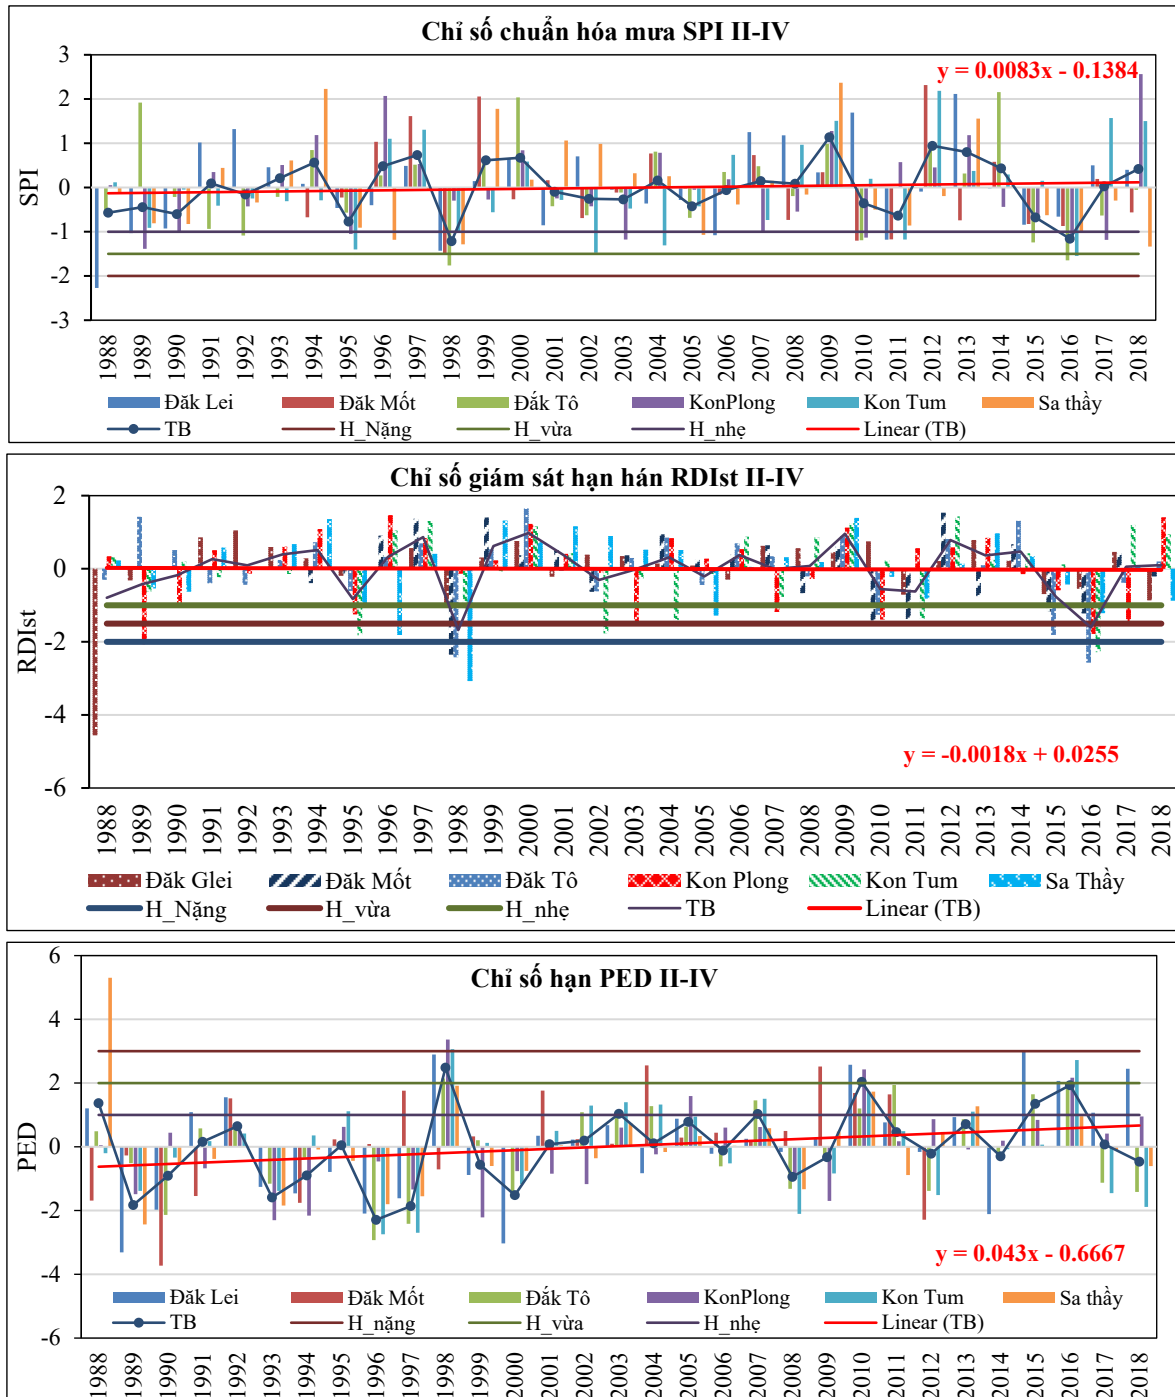 Chỉ số chuẩn hóa mưa SPI II-IV
y = 0.0083x - 0.1384
3
2
1
0
-1
-2
-3
SPI
1988 1989 1990 1991 1992 1993 1994 1995 1996 1997 1998 1999 2000 2001 2002 2003 2004 2005 2006 2007 2008 2009 2010 2011 2012 2013 2014 2015 2016 2017 2018
Đăk Lei Đăk Mốt Đắk Tô KonPlong Kon Tum Sa thầy
TB H_Nặng H_vừa H_nhẹ Linear (TB)
Chỉ số giám sát hạn hán RDIst II-IV
2
0
-2
-4
-6
RDIst
y = -0.0018x + 0.0255
1988 1989 1990 1991 1992 1993 1994 1995 1996 1997 1998 1999 2000 2001 2002 2003 2004 2005 2006 2007 2008 2009 2010 2011 2012 2013 2014 2015 2016 2017 2018
Đăk Glei Đăk Mốt Đăk Tô Kon Plong Kon Tum Sa Thầy
H_Nặng H_vừa H_nhẹ TB Linear (TB)
Chỉ số hạn PED II-IV
6
4
2
0
-2
-4
-6
PED
y = 0.043x - 0.6667
Đăk Lei Đăk Mốt Đắk Tô KonPlong Kon Tum Sa thầy
TB H_nặng H_vừa H_nhẹ Linear (TB)
1988 1989 1990 1991 1992 1993 1994 1995 1996 1997 1998 1999 2000 2001 2002 2003 2004 2005 2006 2007 2008 2009 2010 2011 2012 2013 2014 2015 2016 2017 2018